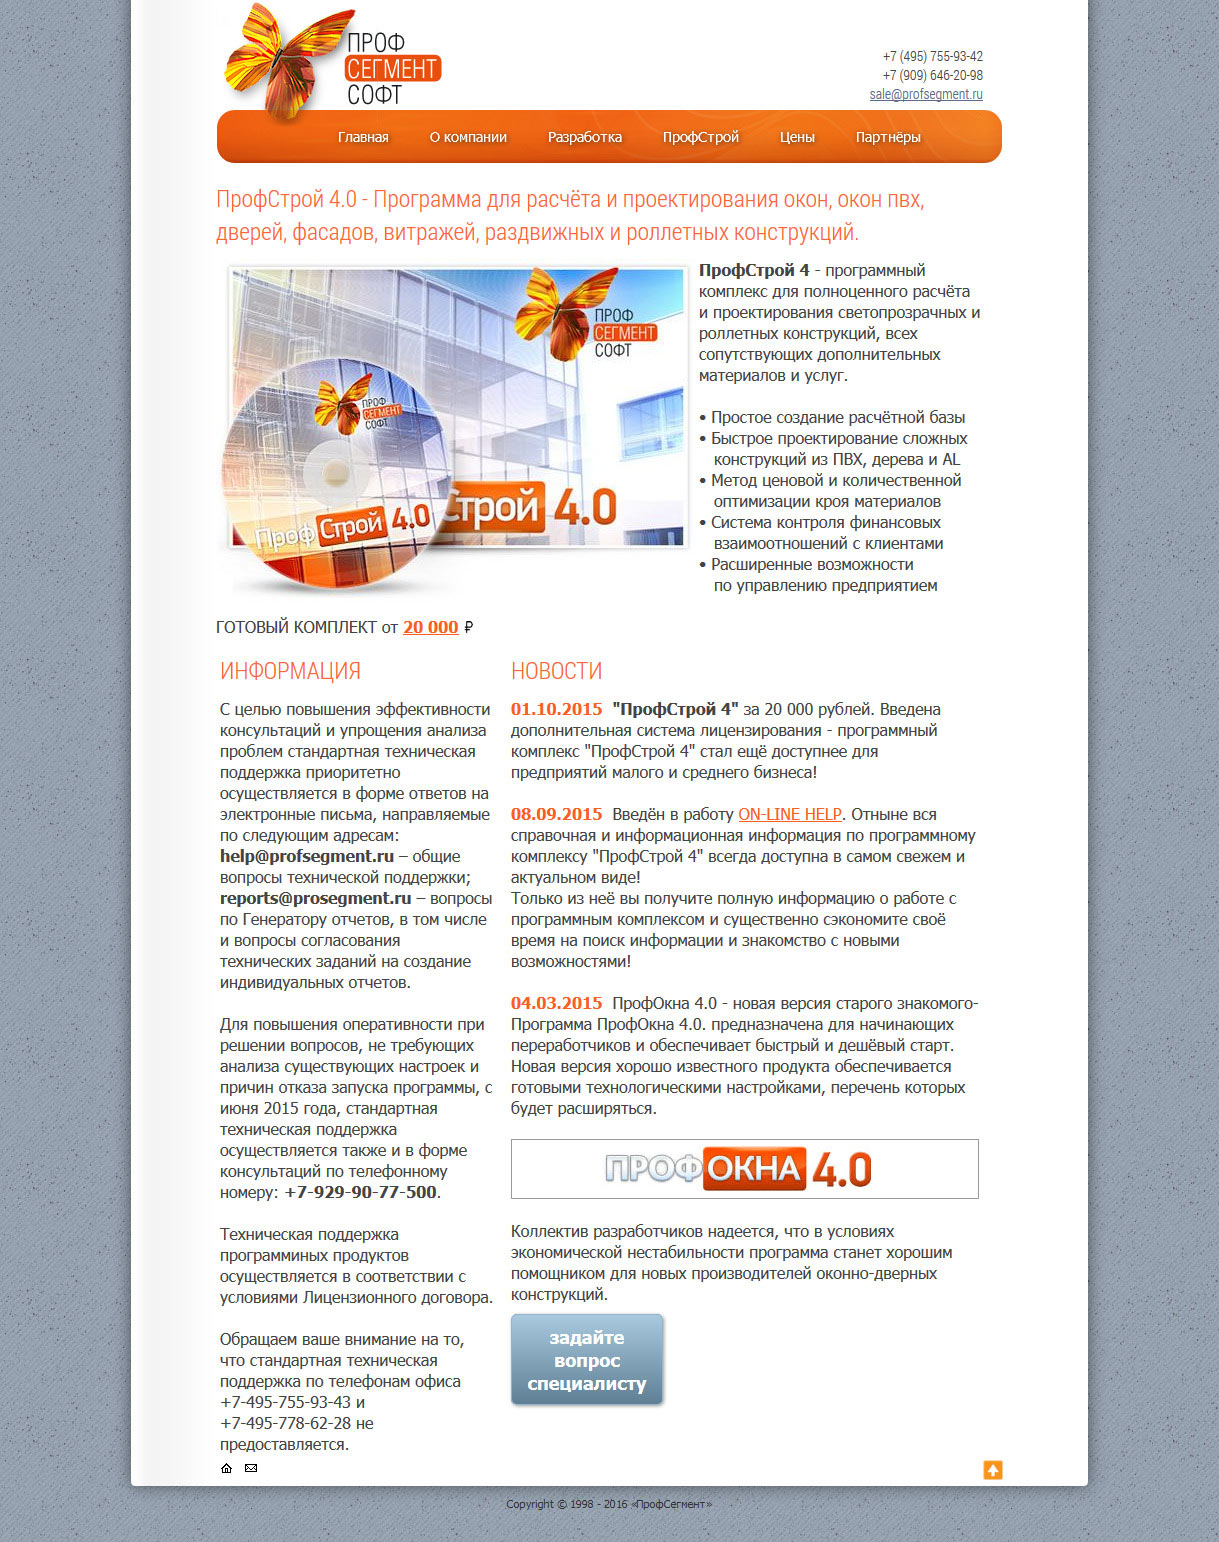 ПРОФ
СЕГМЕНТ
СОФТ
+7 (495) 755-93-42
+7 (909) 646-20-98
sale@profsegment.ru
Главная О компании Разработка ПрофСтрой Цены Партнёры
ПрофСтрой 4.0 - Программа для расчёта и проектирования окон, окон пвх,
дверей, фасадов, витражей, раздвижных и роллетных конструкций.
ПРОФ
СЕГМЕНТ
СОФТ
ПРОФ
СЕГМЕНТ
СОФТ
ПрофСтрой 4.0
Строй 4.0
ПрофСтрой 4 - программный
комплекс для полноценного расчёта
и проектирования светопрозрачных и
роллетных конструкций, всех
сопутствующих дополнительных
материалов и услуг.
• Простое создание расчётной базы
• Быстрое проектирование сложных
конструкций из ПВХ, дерева и AL
• Метод ценовой и количественной
оптимизации кроя материалов
• Система контроля финансовых
взаимоотношений с клиентами
• Расширенные возможности
по управлению предприятием
ГОТОВЫЙ КОМПЛЕКТ от 20 000 ₽
ИНФОРМАЦИЯ
С целью повышения эффективности
консультаций и упрощения анализа
проблем стандартная техническая
поддержка приоритетно
осуществляется в форме ответов на
электронные письма, направляемые
по следующим адресам:
help@profsegment.ru – общие
вопросы технической поддержки;
reports@prosegment.ru – вопросы
по Генератору отчетов, в том числе
и вопросы согласования
технических заданий на создание
индивидуальных отчетов.
Для повышения оперативности при
решении вопросов, не требующих
анализа существующих настроек и
причин отказа запуска программы, с
июня 2015 года, стандартная
техническая поддержка
осуществляется также и в форме
консультаций по телефонному
номеру: +7-929-90-77-500.
Техническая поддержка
программиных продуктов
осуществляется в соответствии с
условиями Лицензионного договора.
Обращаем ваше внимание на то,
что стандартная техническая
поддержка по телефонам офиса
+7-495-755-93-43 и
+7-495-778-62-28 не
предоставляется.
НОВОСТИ
01.10.2015 "ПрофСтрой 4" за 20 000 рублей. Введена
дополнительная система лицензирования - программный
комплекс "ПрофСтрой 4" стал ещё доступнее для
предприятий малого и среднего бизнеса!
08.09.2015 Введён в работу ON-LINE HELP. Отныне вся
справочная и информационная информация по программному
комплексу "ПрофСтрой 4" всегда доступна в самом свежем и
актуальном виде!
Только из неё вы получите полную информацию о работе с
программным комплексом и существенно сэкономите своё
время на поиск информации и знакомство с новыми
возможностями!
04.03.2015 ПрофОкна 4.0 - новая версия старого знакомого-
Программа ПрофОкна 4.0. предназначена для начинающих
переработчиков и обеспечивает быстрый и дешёвый старт.
Новая версия хорошо известного продукта обеспечивается
готовыми технологическими настройками, перечень которых
будет расширяться.
ПРОФОКНА 4.0
Коллектив разработчиков надеется, что в условиях
экономической нестабильности программа станет хорошим
помощником для новых производителей оконно-дверных
конструкций.
задайте
вопрос
специалисту
Copyright © 1998 - 2016 «ПрофСегмент»